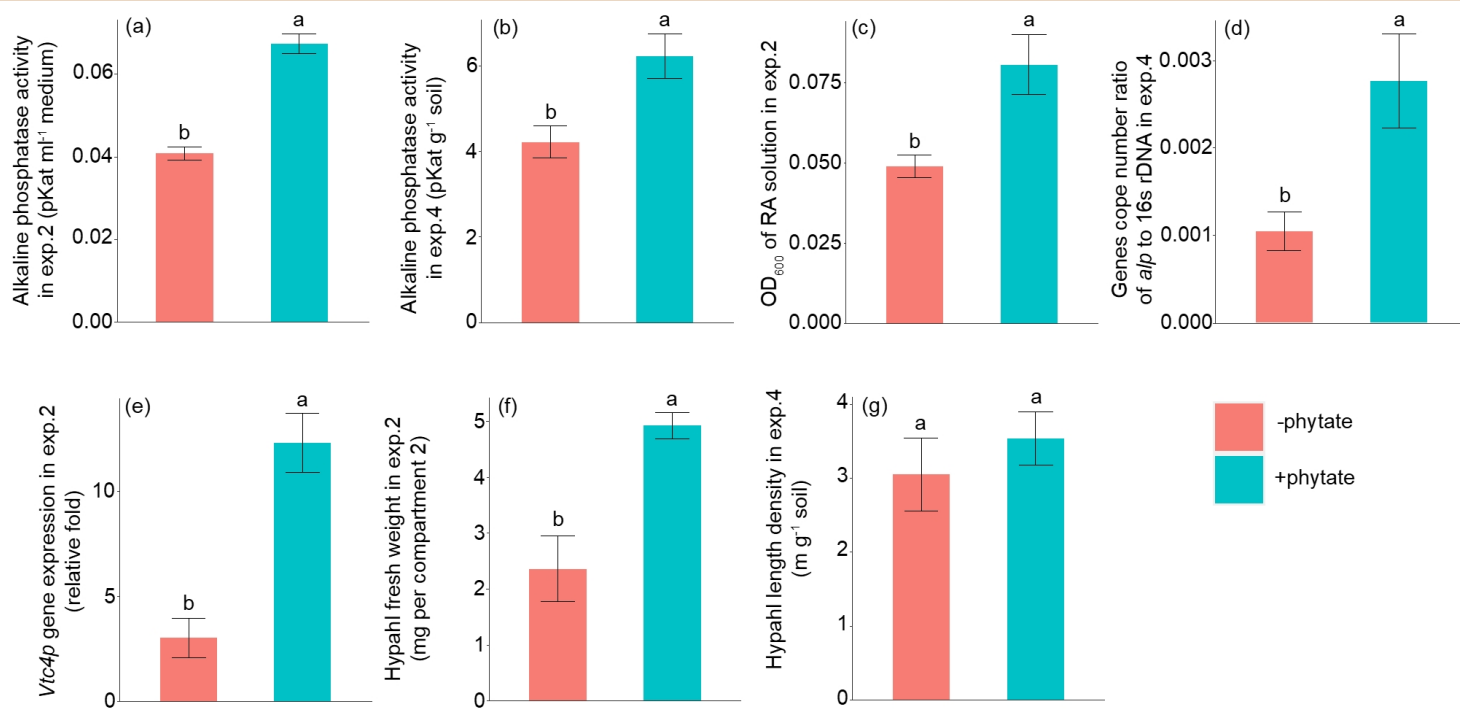 (a)
Alkaline phosphatase activity
in exp.2 (pKat ml⁻¹ medium)
0.06
0.04
0.02
0.00
b
a
(b)
Alkaline phosphatase activity
in exp.4 (pKat g⁻¹ soil)
6
4
2
0
b
a
(c)
OD₆₀₀ of RA solution in exp.2
0.075
0.050
0.025
0.000
b
a
(d)
Genes cope number ratio
of alp to 16s rDNA in exp.4
0.003
0.002
0.001
0.000
b
a
(e)
Vtc4p gene expression in exp.2
(relative fold)
10
5
0
b
a
(f)
Hypahl fresh weight in exp.2
(mg per compartment 2)
5
4
3
2
1
0
b
a
(g)
Hypahl length density in exp.4
(m g⁻¹ soil)
4
3
2
1
0
a
a
-phytate
+phytate